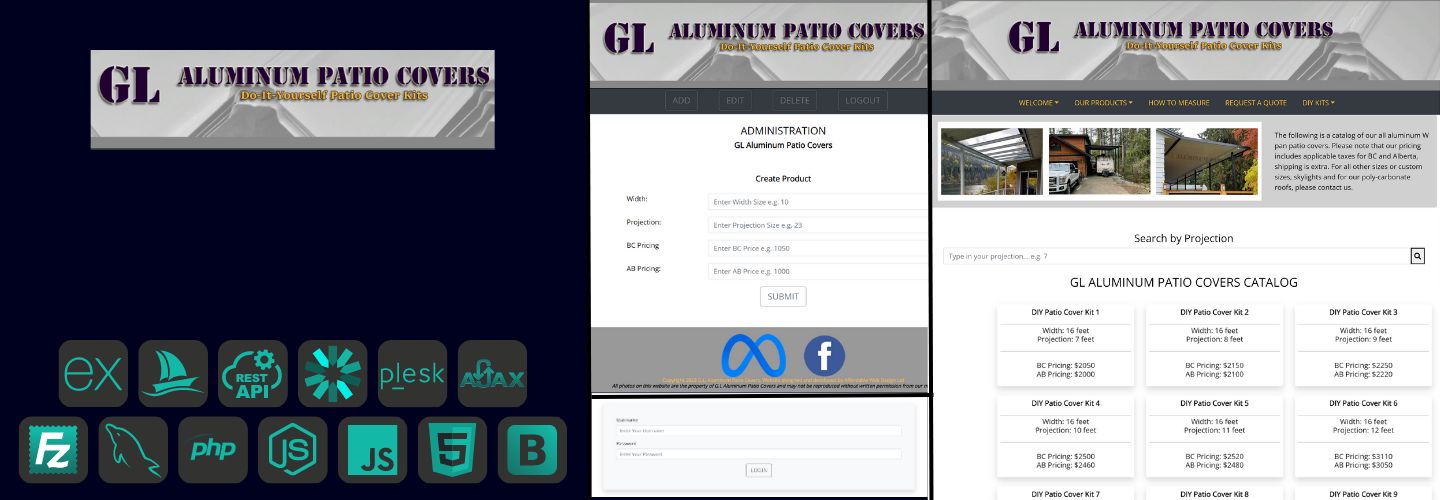 GL ALUMINUM PATIO COVERS
Do-It-Yourself Patio Cover Kits
ex
REST
API
plesk
AJAX
Fz
php
JS
JS
5
B
GL ALUMINUM PATIO COVERS
Do-It-Yourself Patio Cover Kits
ADD EDIT DELETE LOGOUT
ADMINISTRATION
GL Aluminum Patio Covers
Create Product
Width: Enter Width Size e.g. 10
Projection: Enter Projection Size e.g. 23
BC Pricing Enter BC Price e.g. 1050
AB Pricing: Enter AB Price e.g. 1000
SUBMIT
f
All photos on this website are the property of G.L Aluminum Patio Covers and may not be reproduced without written permission from our
Username
Enter Your Username
Password
Enter Your Password
LOGIN
GL ALUMINUM PATIO COVERS
Do-It-Yourself Patio Cover Kits
WELCOME OUR PRODUCTS HOW TO MEASURE REQUEST A QUOTE DIY KITS
The following is a catalog of our all aluminum W
pan patio covers. Please note that our pricing
includes applicable taxes for BC and Alberta,
shipping is extra. For all other sizes or custom
sizes, skylights and for our poly-carbonate
roofs, please contact us.
Search by Projection
Type in your projection... e.g. 7
GL ALUMINUM PATIO COVERS CATALOG
DIY Patio Cover Kit 1
Width: 16 feet
Projection: 7 feet
BC Pricing: $2050
AB Pricing: $2000
DIY Patio Cover Kit 2
Width: 16 feet
Projection: 8 feet
BC Pricing: $2150
AB Pricing: $2100
DIY Patio Cover Kit 3
Width: 16 feet
Projection: 9 feet
BC Pricing: $2250
AB Pricing: $2220
DIY Patio Cover Kit 4
Width: 16 feet
Projection: 10 feet
BC Pricing: $2500
AB Pricing: $2460
DIY Patio Cover Kit 5
Width: 16 feet
Projection: 11 feet
BC Pricing: $2520
AB Pricing: $2480
DIY Patio Cover Kit 6
Width: 16 feet
Projection: 12 feet
BC Pricing: $3110
AB Pricing: $3050
DIY Patio Cover Kit 7
DIY Patio Cover Kit 8
DIY Patio Cover Kit 9